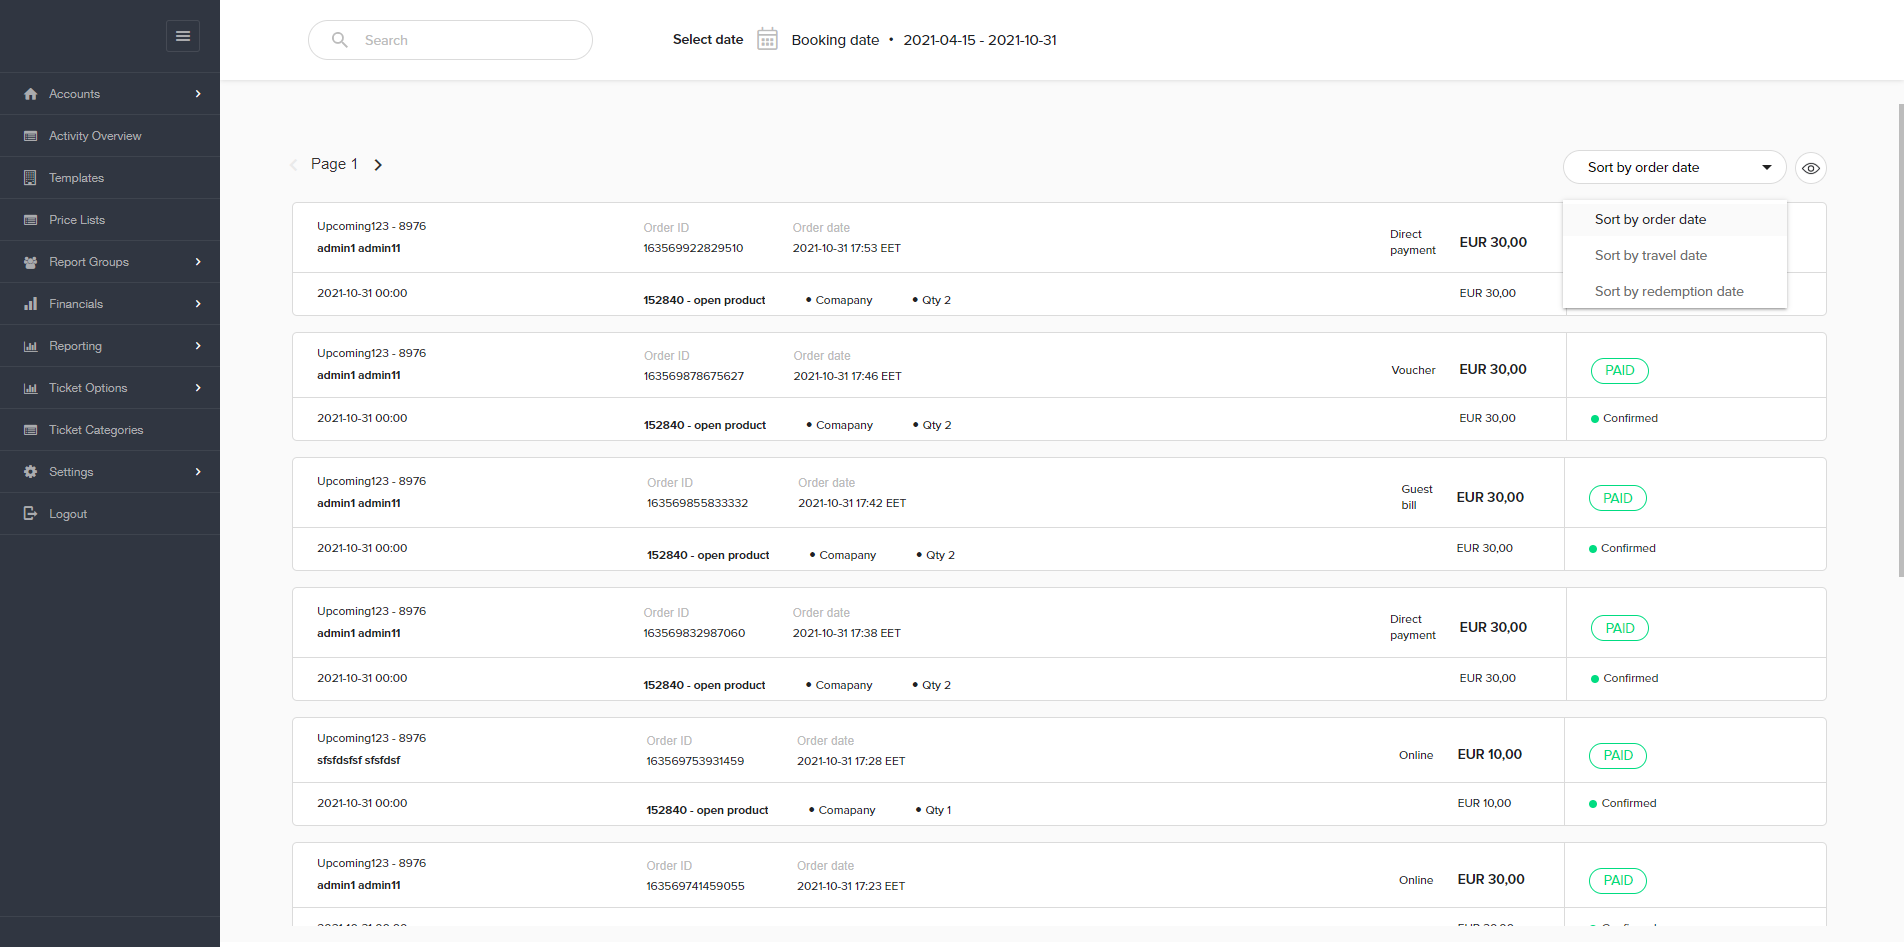 Search
Select date
Booking date • 2021-04-15 - 2021-10-31
Accounts
Activity Overview
Templates
Price Lists
Report Groups
Financials
Reporting
Ticket Options
Ticket Categories
Settings
Logout
Page 1
Sort by order date
Sort by order date
Sort by travel date
Sort by redemption date
Upcoming123 - 8976
admin1 admin11
Order ID
163569922829510
Order date
2021-10-31 17:53 EET
Direct
payment
EUR 30,00
2021-10-31 00:00
152840 - open product • Comapany • Qty 2
EUR 30,00
Upcoming123 - 8976
admin1 admin11
Order ID
163569878675627
Order date
2021-10-31 17:46 EET
Voucher
EUR 30,00
PAID
2021-10-31 00:00
152840 - open product • Comapany • Qty 2
EUR 30,00
Confirmed
Upcoming123 - 8976
admin1 admin11
Order ID
163569855833332
Order date
2021-10-31 17:42 EET
Guest
bill
EUR 30,00
PAID
2021-10-31 00:00
152840 - open product • Comapany • Qty 2
EUR 30,00
Confirmed
Upcoming123 - 8976
admin1 admin11
Order ID
163569832987060
Order date
2021-10-31 17:38 EET
Direct
payment
EUR 30,00
PAID
2021-10-31 00:00
152840 - open product • Comapany • Qty 2
EUR 30,00
Confirmed
Upcoming123 - 8976
sfsfdsfsf sfsfdsf
Order ID
163569753931459
Order date
2021-10-31 17:28 EET
Online
EUR 10,00
PAID
2021-10-31 00:00
152840 - open product • Comapany • Qty 1
EUR 10,00
Confirmed
Upcoming123 - 8976
admin1 admin11
Order ID
163569741459055
Order date
2021-10-31 17:23 EET
Online
EUR 30,00
PAID